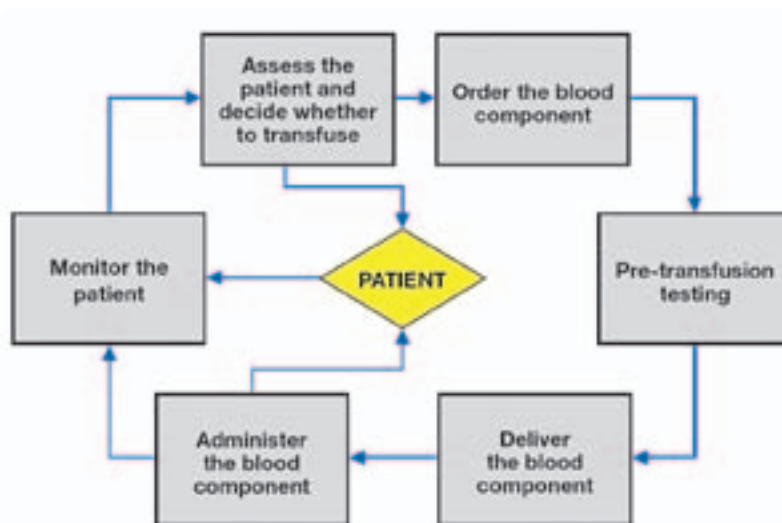 Assess the
patient and
decide whether
to transfuse
Order the blood
component
Pre-transfusion
testing
Deliver
the blood
component
Administer
the blood
component
Monitor the
patient
PATIENT